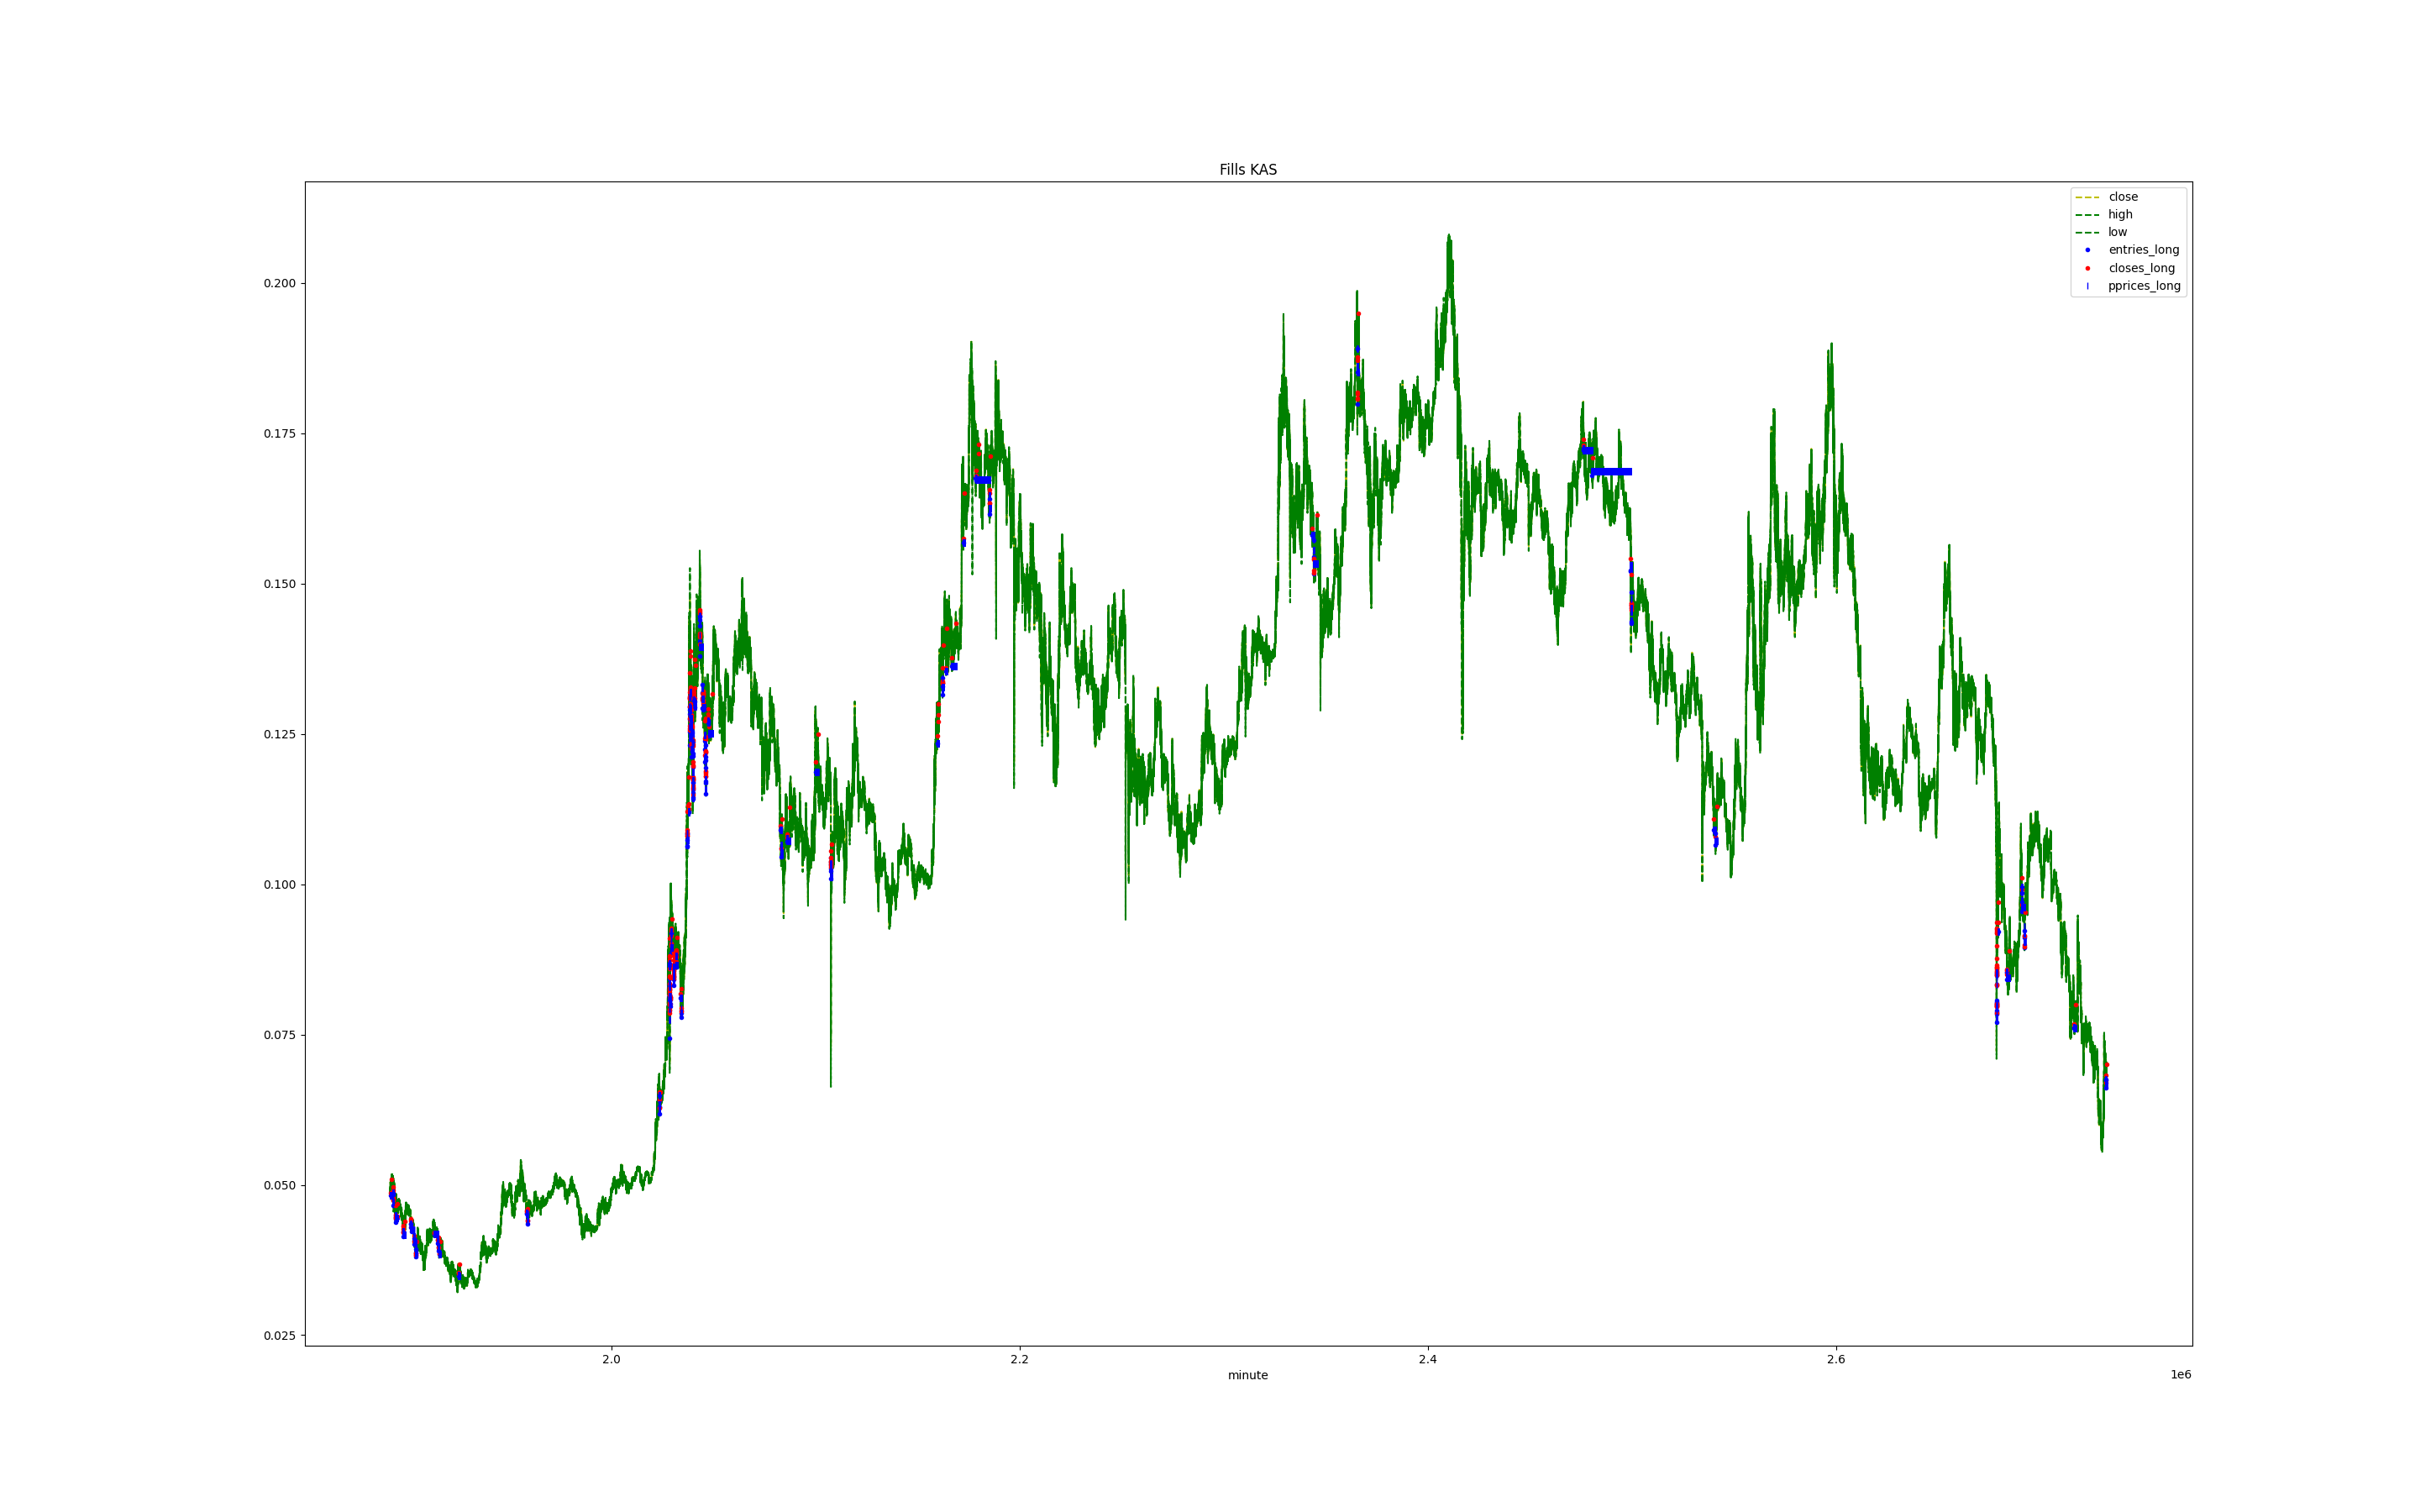 Fills KAS
close
high
low
entries_long
closes_long
pprices_long
0.200
0.175
0.150
0.125
0.100
0.075
0.050
0.025
2.0 2.2 2.4 2.6
minute
1e6